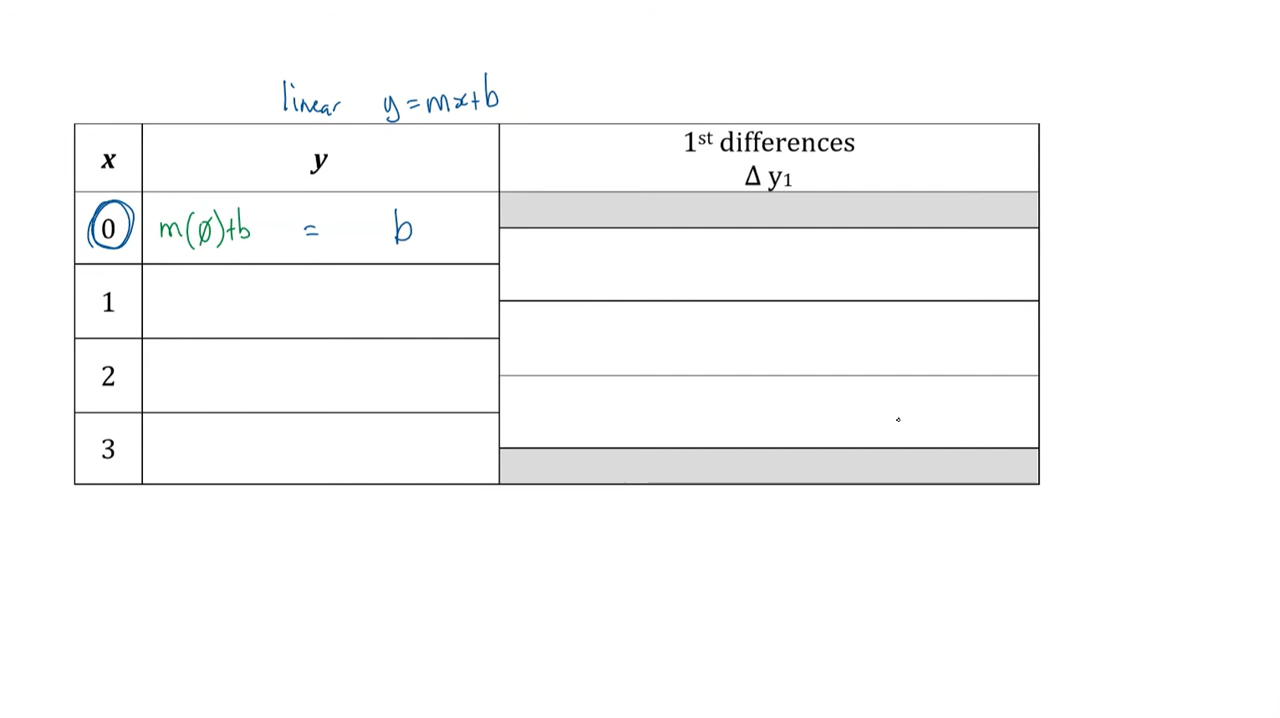 linear y = mx + b
x y 1st differences
Δ y1
0 m(0) + b = b
1
2
3